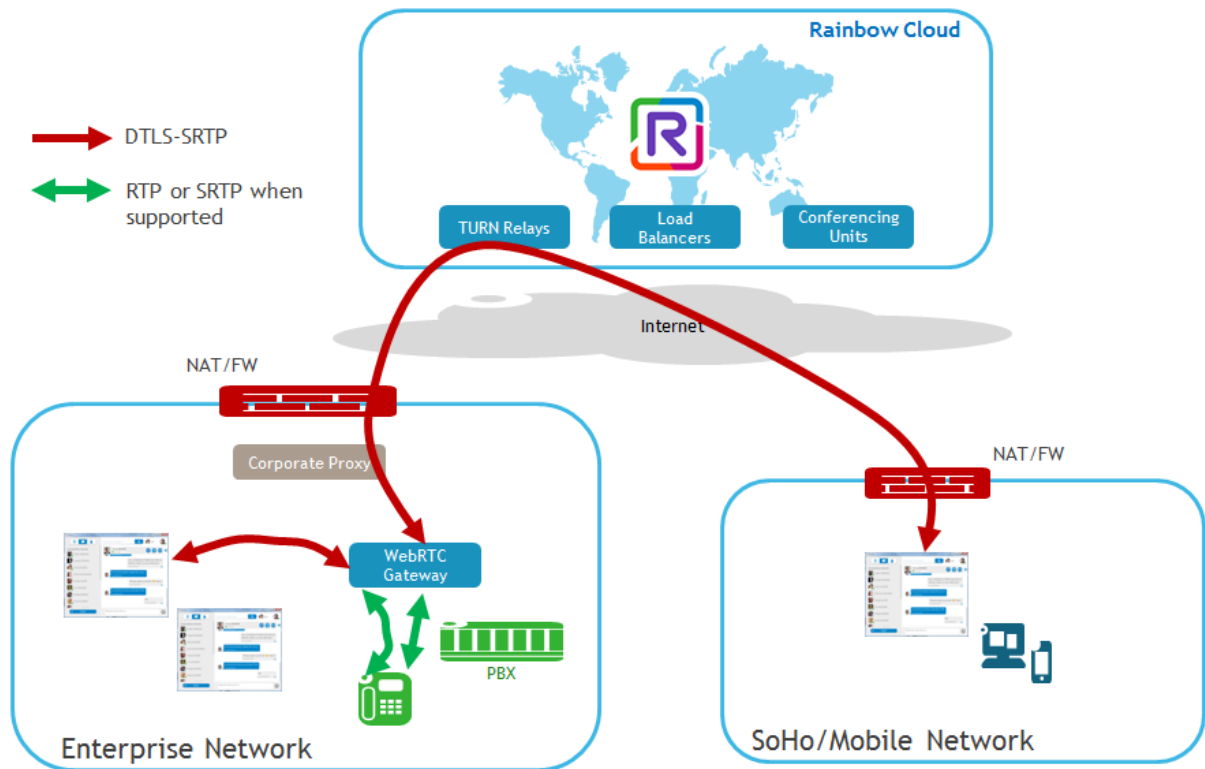 Rainbow Cloud
R
DTLS-SRTP
RTP or SRTP when
supported
TURN Relays
Load
Balancers
Conferencing
Units
Internet
NAT/FW
Corporate Proxy
NAT/FW
WebRTC
Gateway
PBX
Enterprise Network
SoHo/Mobile Network